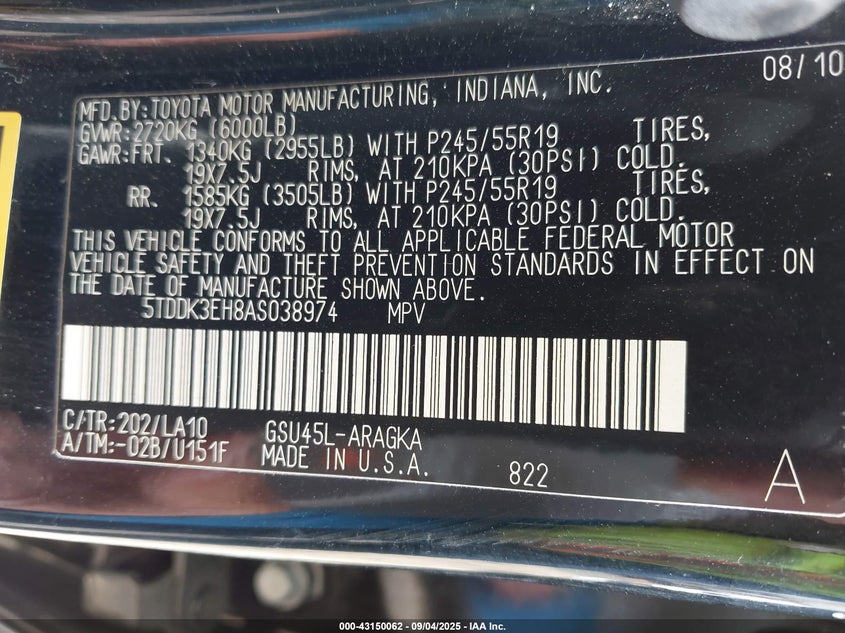 08/10
MFD.BY:TOYOTA MOTOR MANUFACTURING, INDIANA, INC.
GVWR:2720KG (6000LB)
GAWR:FRT. 1340KG (2955LB) WITH P245/55R19 TIRES,
19X7.5J RIMS, AT 210KPA (30PSI) COLD.
RR. 1585KG (3505LB) WITH P245/55R19 TIRES,
19X7.5J RIMS, AT 210KPA (30PSI) COLD.
THIS VEHICLE CONFORMS TO ALL APPLICABLE FEDERAL MOTOR
VEHICLE SAFETY AND THEFT PREVENTION STANDARDS IN EFFECT ON
THE DATE OF MANUFACTURE SHOWN ABOVE.
5TDDK3EH8AS038974 MPV
C/TR:202/LA10 GSU45L-ARAGKA
A/TM:-02B/U151F MADE IN U.S.A.
822 A
000-43150062 - 09/04/2025 - IAA Inc.